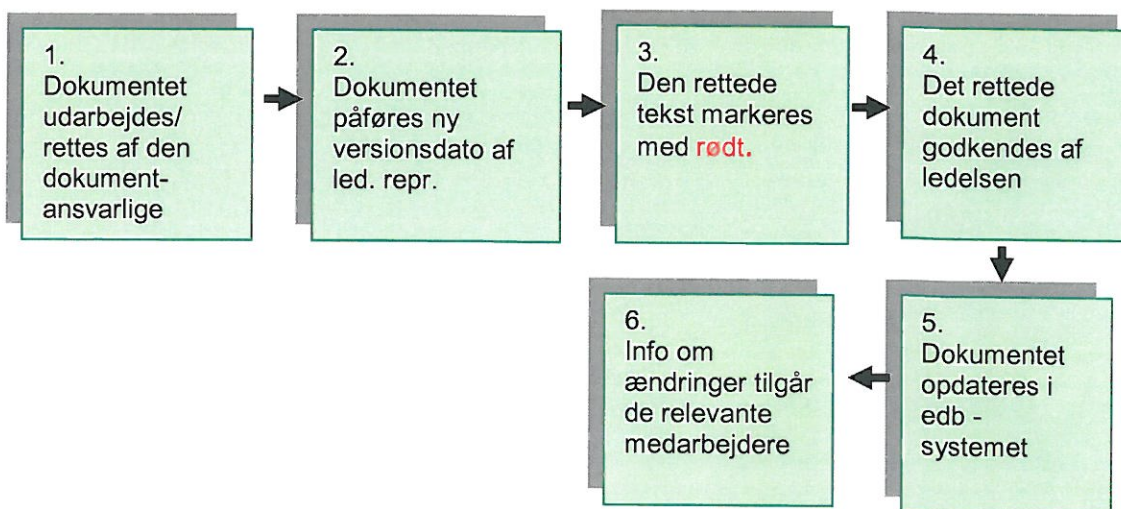 1.
Dokumentet
udarbejdes/
rettes af den
dokument-
ansvarlige
2.
Dokumentet
påføres ny
versionsdato af
led. repr.
3.
Den rettede
tekst markeres
med rødt.
4.
Det rettede
dokument
godkendes af
ledelsen
5.
Dokumentet
opdateres i
edb -
systemet
6.
Info om
ændringer tilgår
de relevante
medarbejdere